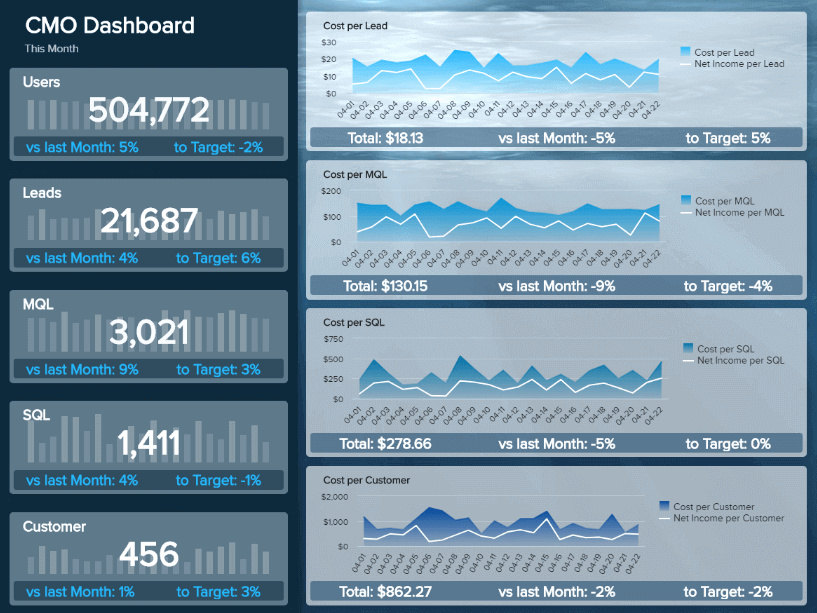 CMO Dashboard
This Month
Users
504,772
vs last Month: 5% to Target: -2%
Leads
21,687
vs last Month: 4% to Target: 6%
MQL
3,021
vs last Month: 9% to Target: 3%
SQL
1,411
vs last Month: 4% to Target: -1%
Customer
456
vs last Month: 1% to Target: 3%
Cost per Lead
$30
$20
$10
$0
04-01 04-02 04-03 04-04 04-05 04-06 04-07 04-08 04-09 04-10 04-11 04-12 04-13 04-14 04-15 04-16 04-17 04-18 04-19 04-20 04-21 04-22
Cost per Lead
Net Income per Lead
Total: $18.13 vs last Month: -5% to Target: 5%
Cost per MQL
$200
$100
$0
04-01 04-02 04-03 04-04 04-05 04-06 04-07 04-08 04-09 04-10 04-11 04-12 04-13 04-14 04-15 04-16 04-17 04-18 04-19 04-20 04-21 04-22
Cost per MQL
Net Income per MQL
Total: $130.15 vs last Month: -9% to Target: -4%
Cost per SQL
$750
$500
$250
$0
04-01 04-02 04-03 04-04 04-05 04-06 04-07 04-08 04-09 04-10 04-11 04-12 04-13 04-14 04-15 04-16 04-17 04-18 04-19 04-20 04-21 04-22
Cost per SQL
Net Income per SQL
Total: $278.66 vs last Month: -5% to Target: 0%
Cost per Customer
$2,000
$1,000
$0
04-01 04-02 04-03 04-04 04-05 04-06 04-07 04-08 04-09 04-10 04-11 04-12 04-13 04-14 04-15 04-16 04-17 04-18 04-19 04-20 04-21 04-22
Cost per Customer
Net Income per Customer
Total: $862.27 vs last Month: -2% to Target: -2%